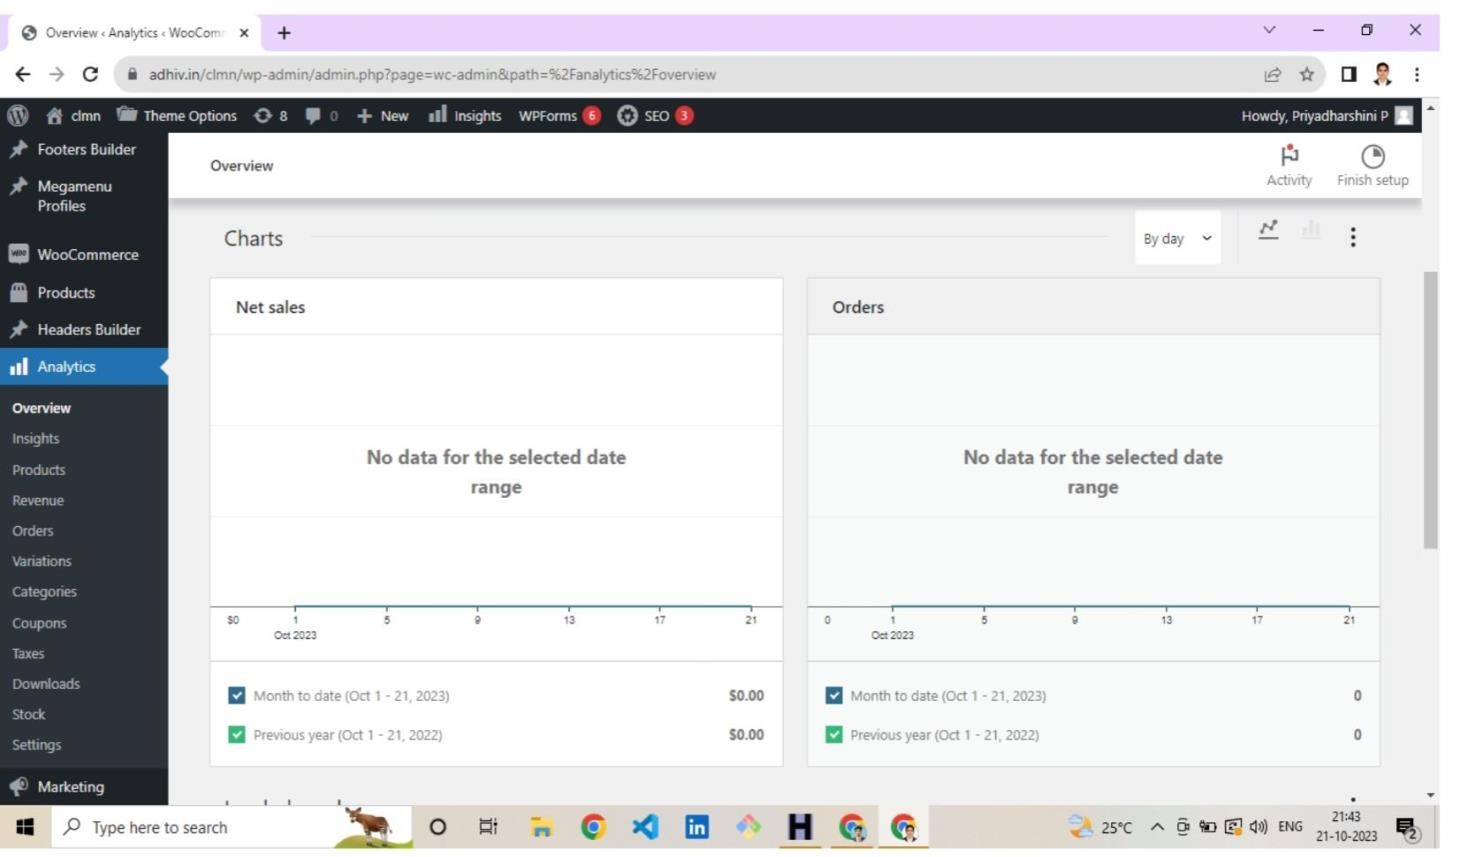 Overview ‹ Analytics ‹ WooCom
adhiv.in/clmn/wp-admin/admin.php?page=wc-admin&path=%2Fanalytics%2Foverview
clmn Theme Options 8 0 New Insights WPForms 6 SEO 3 Howdy, Priyadharshini P
Footers Builder
Megamenu
Profiles
WooCommerce
Products
Headers Builder
Analytics
Overview
Insights
Products
Revenue
Orders
Variations
Categories
Coupons
Taxes
Downloads
Stock
Settings
Marketing
Overview
Activity
Finish setup
Charts
By day
Net sales
No data for the selected date
range
$0 1 5 9 13 17 21
Oct 2023
Month to date (Oct 1 - 21, 2023) $0.00
Previous year (Oct 1 - 21, 2022) $0.00
Orders
No data for the selected date
range
0 1 5 9 13 17 21
Oct 2023
Month to date (Oct 1 - 21, 2023) 0
Previous year (Oct 1 - 21, 2022) 0
Type here to search
25°C
ENG
21:43
21-10-2023
2